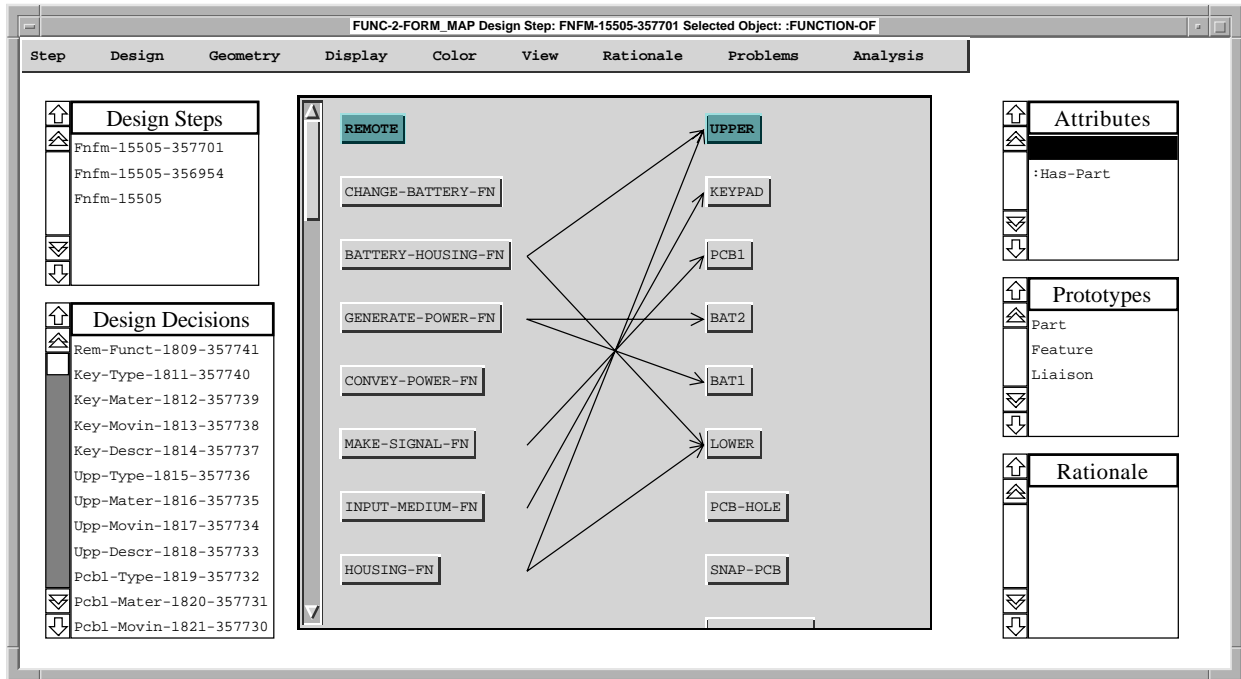 FUNC-2-FORM_MAP Design Step: FNFM-15505-357701 Selected Object: :FUNCTION-OF
Step Design Geometry Display Color View Rationale Problems Analysis
Design Steps
Fnfm-15505-357701
Fnfm-15505-356954
Fnfm-15505
Design Decisions
Rem-Funct-1809-357741
Key-Type-1811-357740
Key-Mater-1812-357739
Key-Movin-1813-357738
Key-Descr-1814-357737
Upp-Type-1815-357736
Upp-Mater-1816-357735
Upp-Movin-1817-357734
Upp-Descr-1818-357733
Pcb1-Type-1819-357732
Pcb1-Mater-1820-357731
Pcb1-Movin-1821-357730
REMOTE
CHANGE-BATTERY-FN
BATTERY-HOUSING-FN
GENERATE-POWER-FN
CONVEY-POWER-FN
MAKE-SIGNAL-FN
INPUT-MEDIUM-FN
HOUSING-FN
UPPER
KEYPAD
PCB1
BAT2
BAT1
LOWER
PCB-HOLE
SNAP-PCB
Attributes
:Has-Part
Prototypes
Part
Feature
Liaison
Rationale